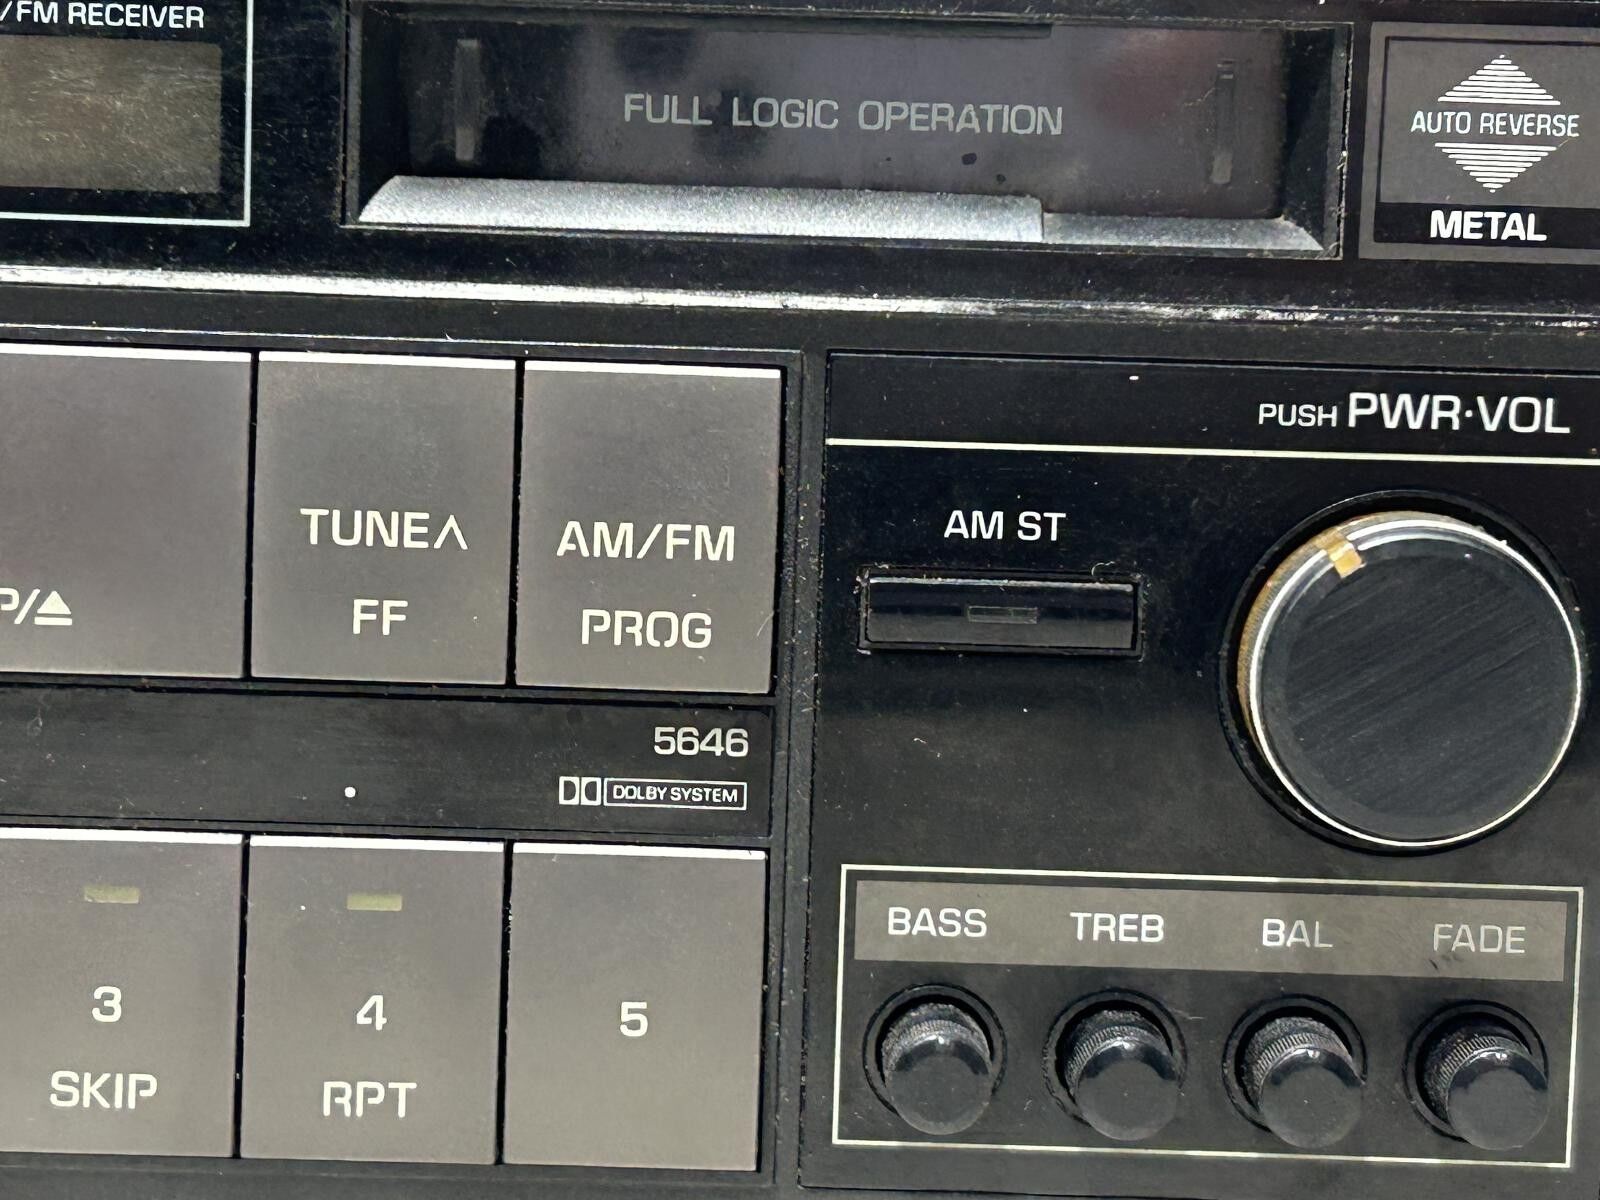 /FM RECEIVER
FULL LOGIC OPERATION
AUTO REVERSE
METAL
PUSH PWR·VOL
TUNE∧
FF
AM/FM
PROG
P/⏏
AM ST
5646
DOLBY SYSTEM
BASS
TREB
BAL
FADE
3
SKIP
4
RPT
5